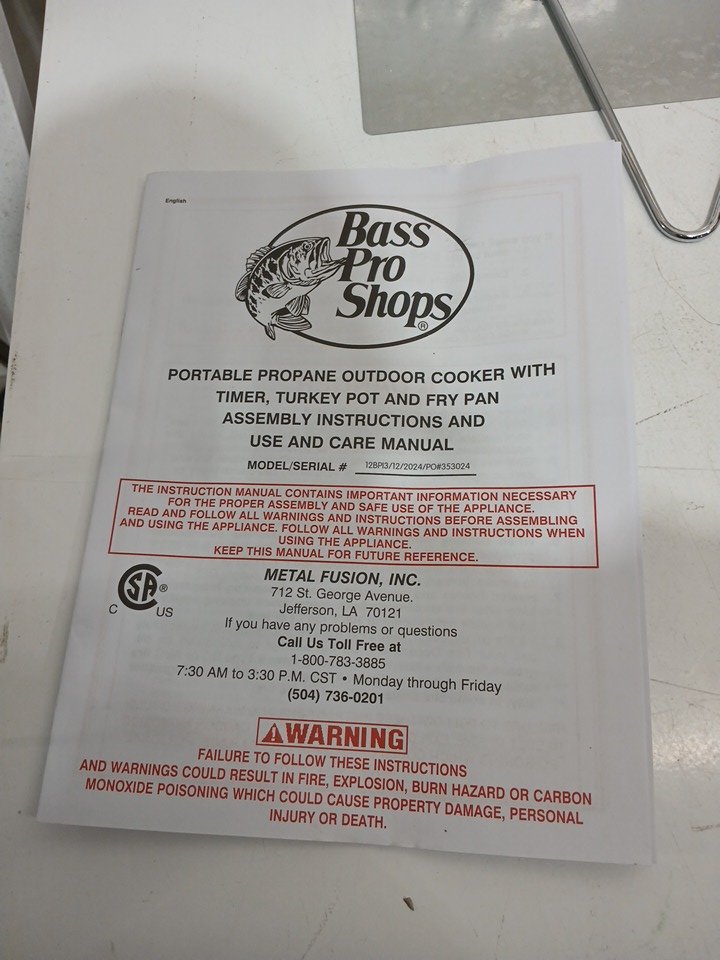 English
Bass
Pro
Shops®
PORTABLE PROPANE OUTDOOR COOKER WITH
TIMER, TURKEY POT AND FRY PAN
ASSEMBLY INSTRUCTIONS AND
USE AND CARE MANUAL
MODEL/SERIAL # 12BPI3/12/2024/PO#353024
THE INSTRUCTION MANUAL CONTAINS IMPORTANT INFORMATION NECESSARY
FOR THE PROPER ASSEMBLY AND SAFE USE OF THE APPLIANCE.
READ AND FOLLOW ALL WARNINGS AND INSTRUCTIONS BEFORE ASSEMBLING
AND USING THE APPLIANCE. FOLLOW ALL WARNINGS AND INSTRUCTIONS WHEN
USING THE APPLIANCE.
KEEP THIS MANUAL FOR FUTURE REFERENCE.
C SA® US
METAL FUSION, INC.
712 St. George Avenue.
Jefferson, LA 70121
If you have any problems or questions
Call Us Toll Free at
1-800-783-3885
7:30 AM to 3:30 P.M. CST • Monday through Friday
(504) 736-0201
WARNING
FAILURE TO FOLLOW THESE INSTRUCTIONS
AND WARNINGS COULD RESULT IN FIRE, EXPLOSION, BURN HAZARD OR CARBON
MONOXIDE POISONING WHICH COULD CAUSE PROPERTY DAMAGE, PERSONAL
INJURY OR DEATH.